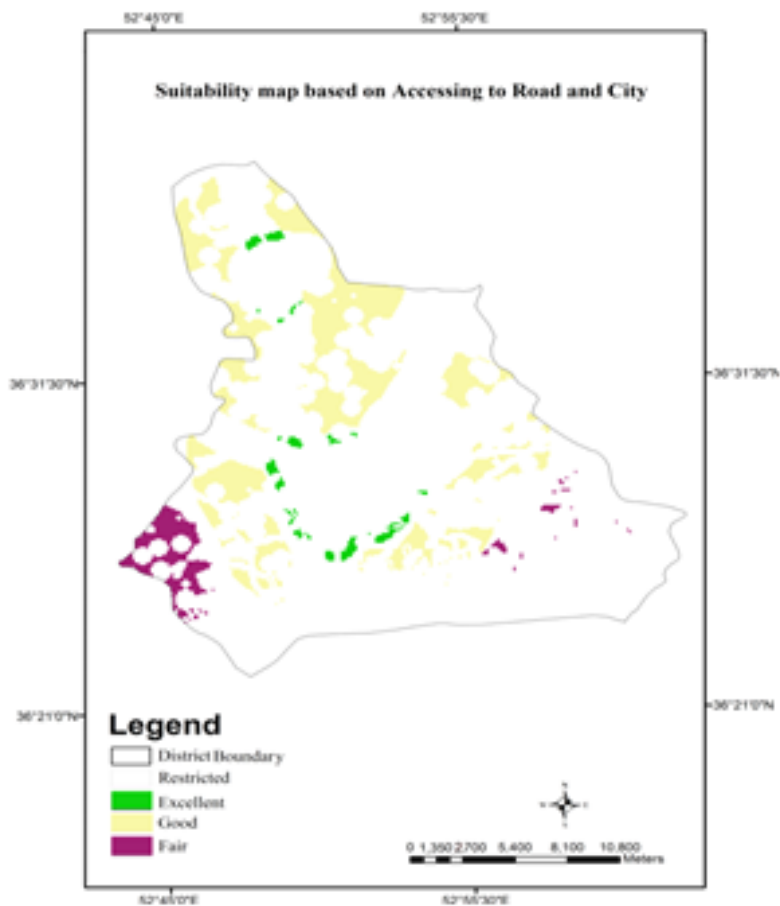 52°45'0"E 52°55'30"E
Suitability map based on Accessing to Road and City
36°31'30"N 36°31'30"N
36°21'0"N 36°21'0"N
Legend
District Boundary
Restricted
Excellent
Good
Fair
0 1,350 2,700 5,400 8,100 10,800
Meters
52°45'0"E 52°55'30"E